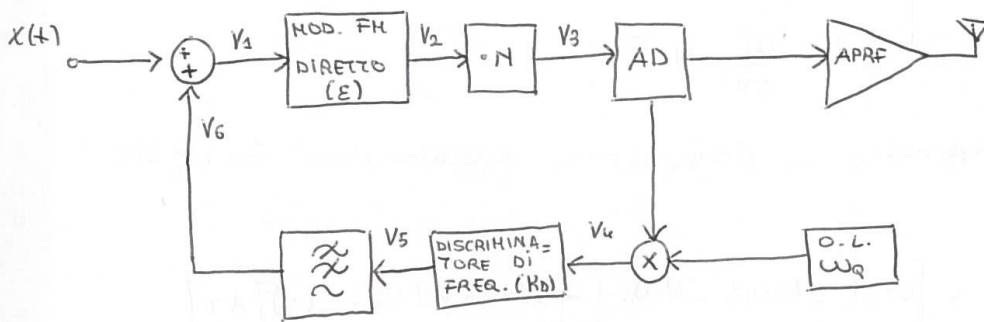 x(t)
+
+
V1
MOD. FM
DIRETTO
(ε)
V2
·N
V3
AD
APRF
V6
V5
DISCRIMINA=
TORE DI
FREQ. (KD)
V4
X
O.L.
ωQ